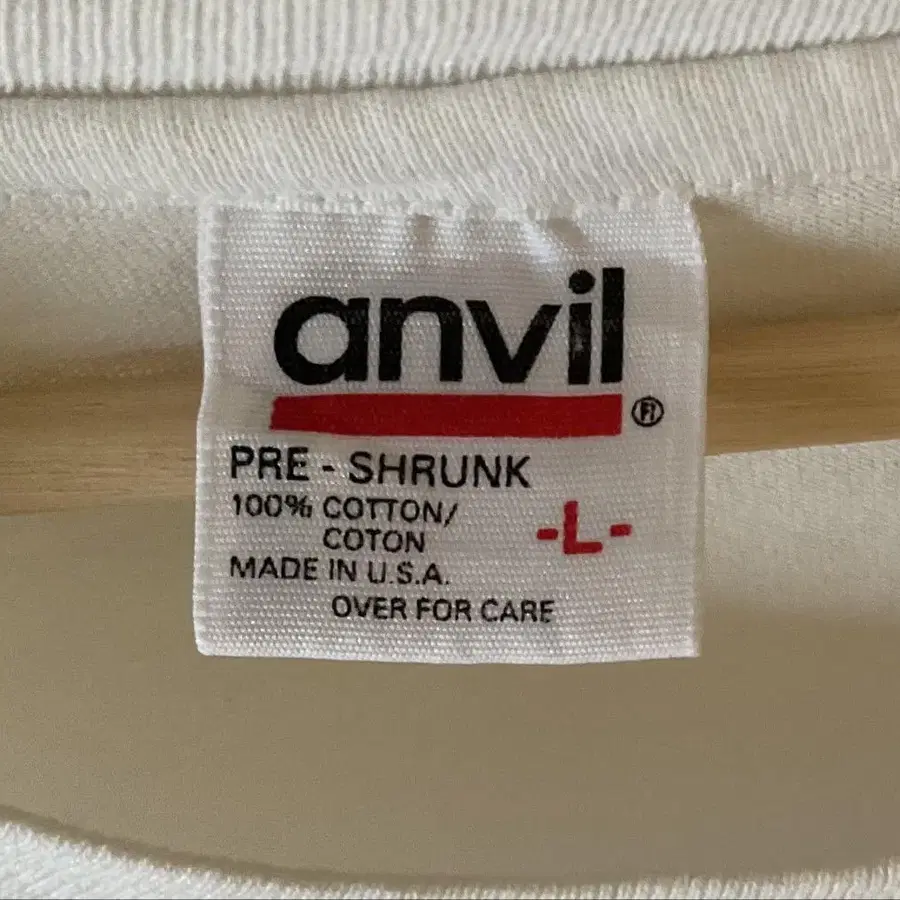 anvil®
PRE - SHRUNK
100% COTTON/
COTON
-L-
MADE IN U.S.A.
OVER FOR CARE